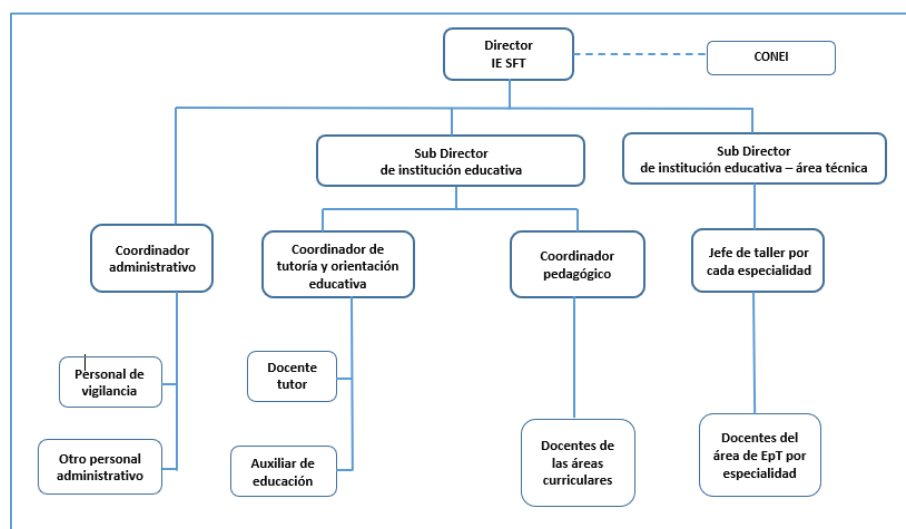 Director
IE SFT
CONEI
Sub Director
de institución educativa
Sub Director
de institución educativa – área técnica
Coordinador
administrativo
Coordinador de
tutoría y orientación
educativa
Coordinador
pedagógico
Jefe de taller por
cada especialidad
Personal de
vigilancia
Docente
tutor
Otro personal
administrativo
Auxiliar de
educación
Docentes de
las áreas
curriculares
Docentes del
área de EpT por
especialidad